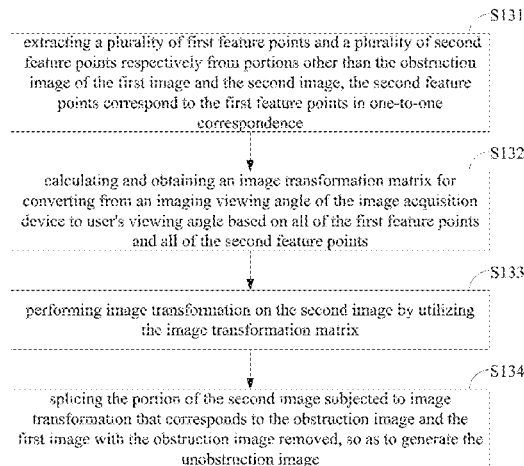 S131
extracting a plurality of first feature points and a plurality of second
feature points respectively from portions other than the obstruction
image of the first image and the second image, the second feature
points correspond to the first feature points in one-to-one
correspondence
S132
calculating and obtaining an image transformation matrix for
converting from an imaging viewing angle of the image acquisition
device to user's viewing angle based on all of the first feature points
and all of the second feature points
S133
performing image transformation on the second image by utilizing
the image transformation matrix
S134
splicing the portion of the second image subjected to image
transformation that corresponds to the obstruction image and the
first image with the obstruction image removed, so as to generate the
unobstruction image